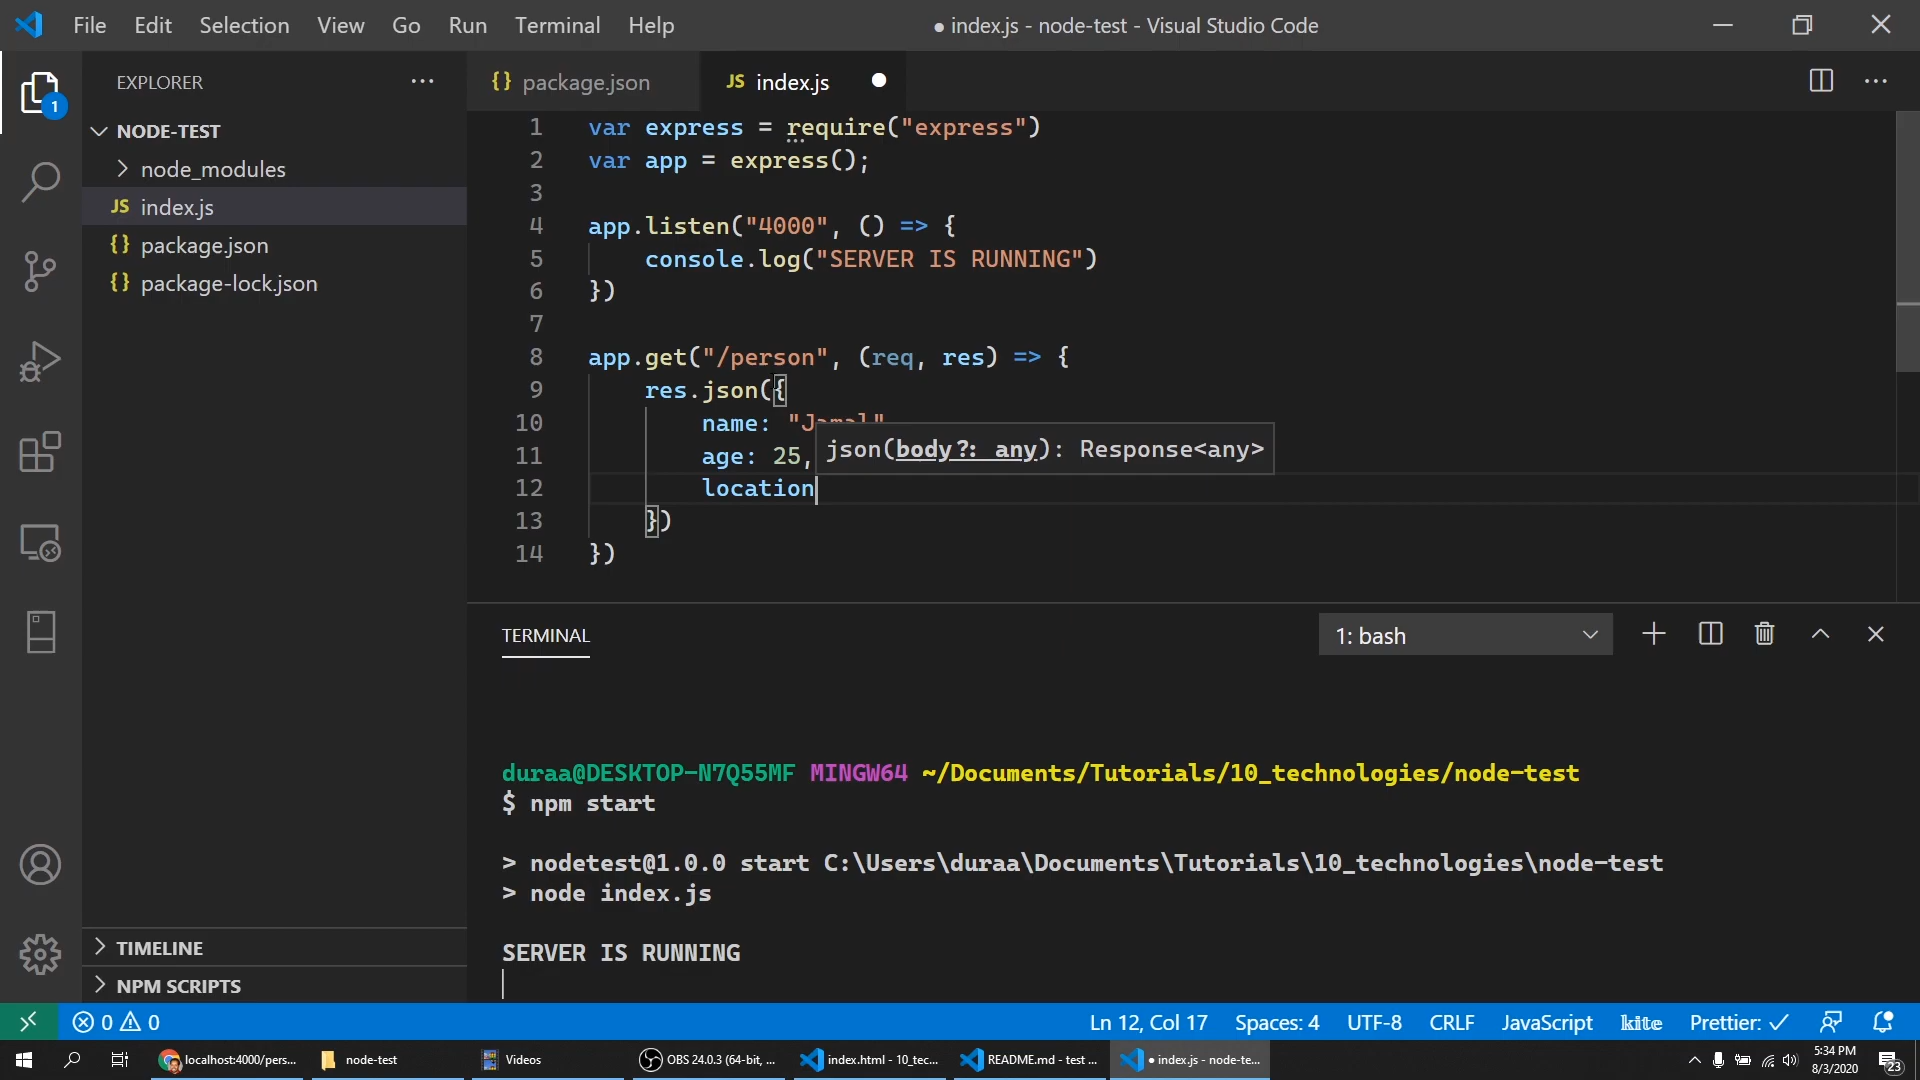 File Edit Selection View Go Run Terminal Help
● index.js - node-test - Visual Studio Code
EXPLORER
1
NODE-TEST
node_modules
JS index.js
{} package.json
{} package-lock.json
TIMELINE
NPM SCRIPTS
{} package.json
JS index.js
1 var express = require("express")
2 var app = express();
3
4 app.listen("4000", () => {
5 console.log("SERVER IS RUNNING")
6 })
7
8 app.get("/person", (req, res) => {
9 res.json({
10 name: "Jamal"
json(body?: any): Response<any>
11 age: 25,
12 location
13 })
14 })
TERMINAL
1: bash
duraa@DESKTOP-N7Q55MF MINGW64 ~/Documents/Tutorials/10_technologies/node-test
$ npm start
> nodetest@1.0.0 start C:\Users\duraa\Documents\Tutorials\10_technologies\node-test
> node index.js
SERVER IS RUNNING
0 0
Ln 12, Col 17 Spaces: 4 UTF-8 CRLF JavaScript kite Prettier: ✓
localhost:4000/pers...
node-test
Videos
OBS 24.0.3 (64-bit, ...
index.html - 10_tec...
README.md - test ...
● index.js - node-te...
5:34 PM
8/3/2020
23